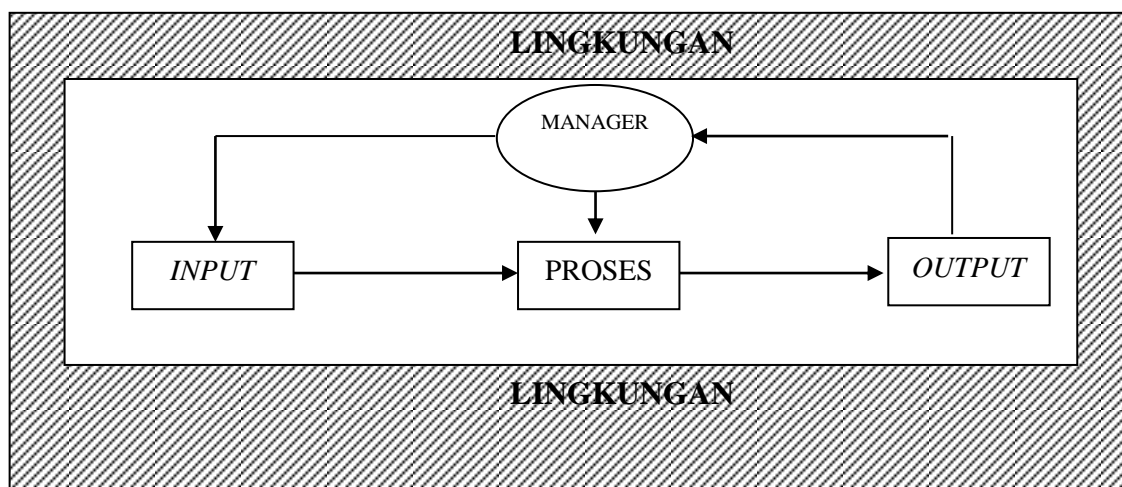 LINGKUNGAN
MANAGER
INPUT
PROSES
OUTPUT
LINGKUNGAN